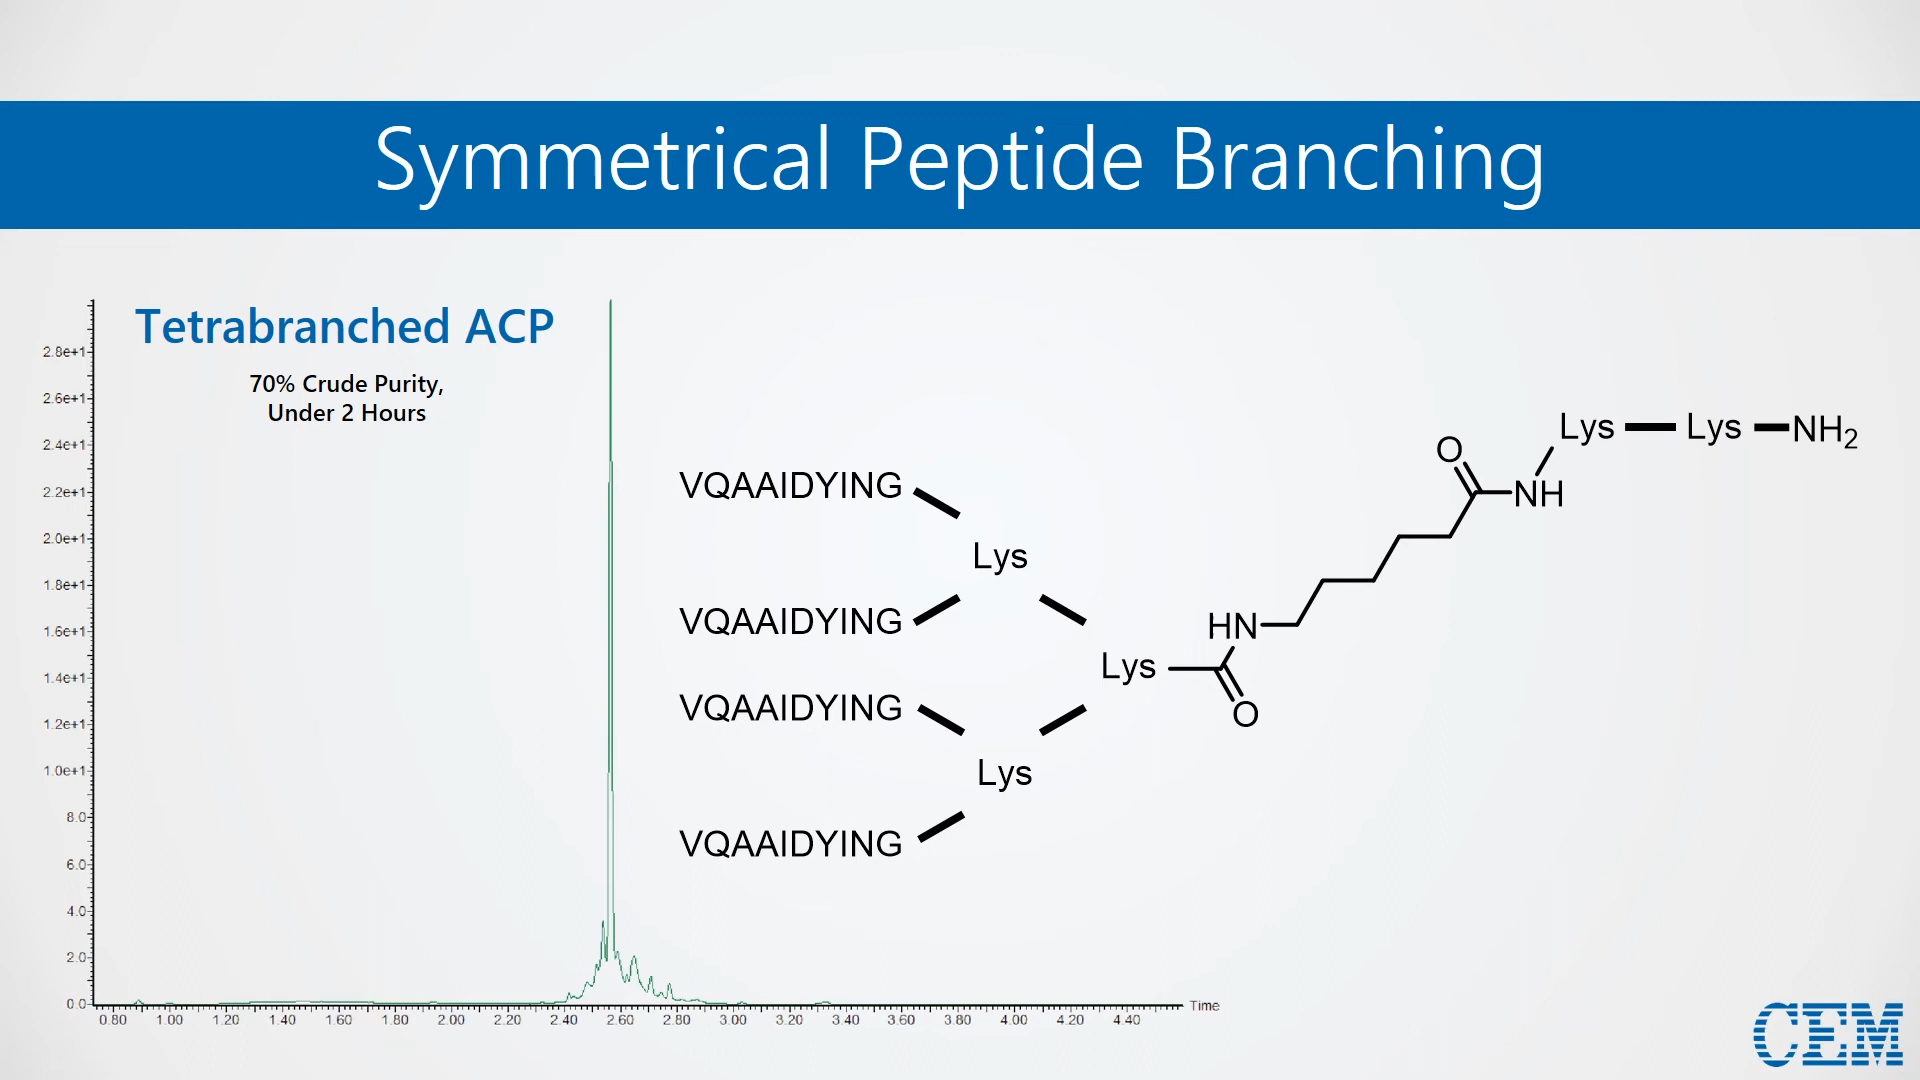 Symmetrical Peptide Branching
Tetrabranched ACP
70% Crude Purity,
Under 2 Hours
2.8e+1
2.6e+1
2.4e+1
2.2e+1
2.0e+1
1.8e+1
1.6e+1
1.4e+1
1.2e+1
1.0e+1
8.0
6.0
4.0
2.0
0.0
0.80 1.00 1.20 1.40 1.60 1.80 2.00 2.20 2.40 2.60 2.80 3.00 3.20 3.40 3.60 3.80 4.00 4.20 4.40
Time
VQAAIDYING
Lys
VQAAIDYING
VQAAIDYING
Lys
VQAAIDYING
Lys
HN
O
O
NH
Lys Lys NH2
CEM